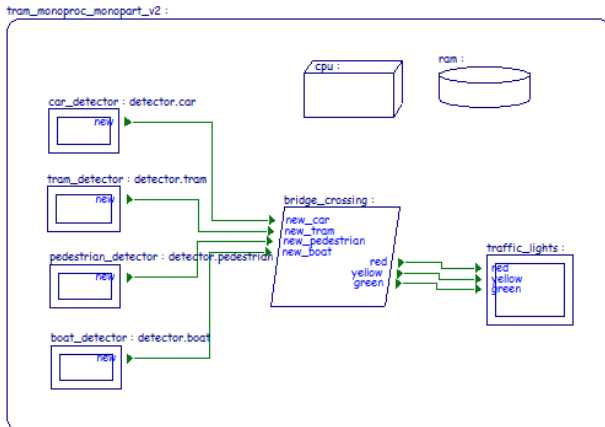 tram_monoproc_monopart_v2 :
cpu :
ram :
car_detector : detector.car
new
tram_detector : detector.tram
new
pedestrian_detector : detector.pedestrian
new
boat_detector : detector.boat
new
bridge_crossing :
new_car
new_tram
new_pedestrian
new_boat
red
yellow
green
traffic_lights :
red
yellow
green